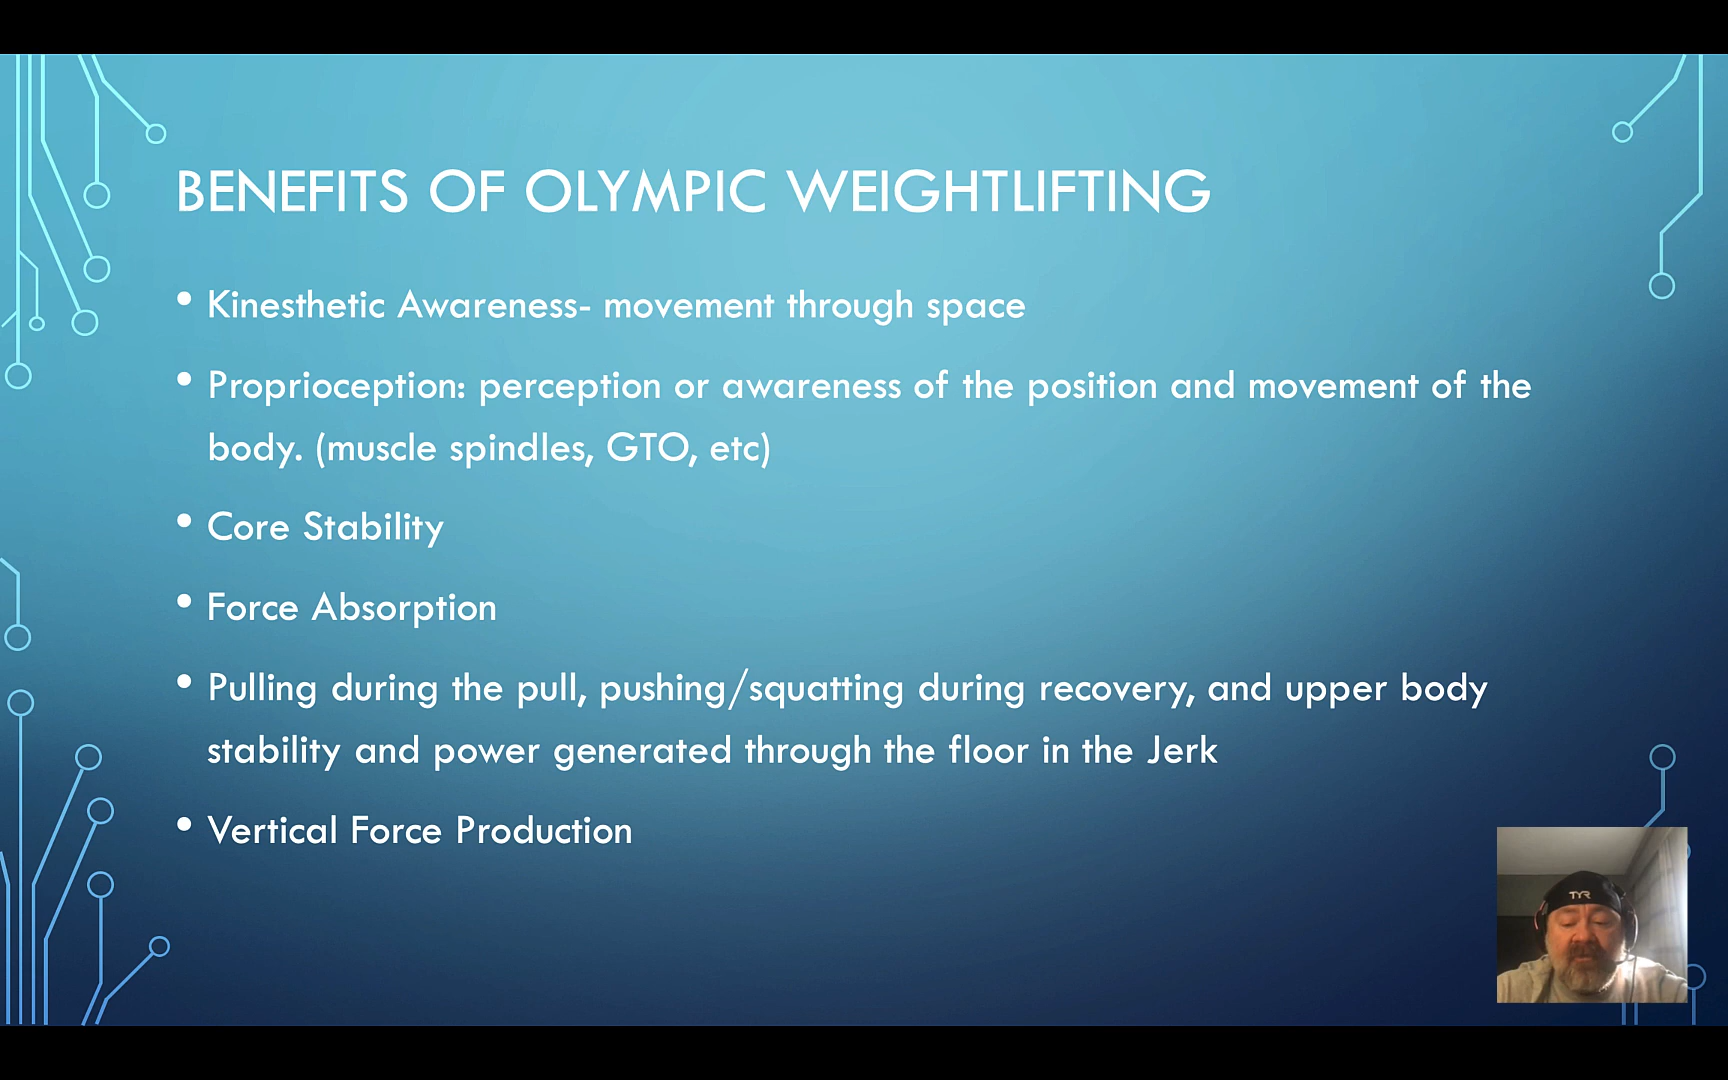 BENEFITS OF OLYMPIC WEIGHTLIFTING
• Kinesthetic Awareness- movement through space
• Proprioception: perception or awareness of the position and movement of the
body. (muscle spindles, GTO, etc)
• Core Stability
• Force Absorption
• Pulling during the pull, pushing/squatting during recovery, and upper body
stability and power generated through the floor in the Jerk
• Vertical Force Production
TYR